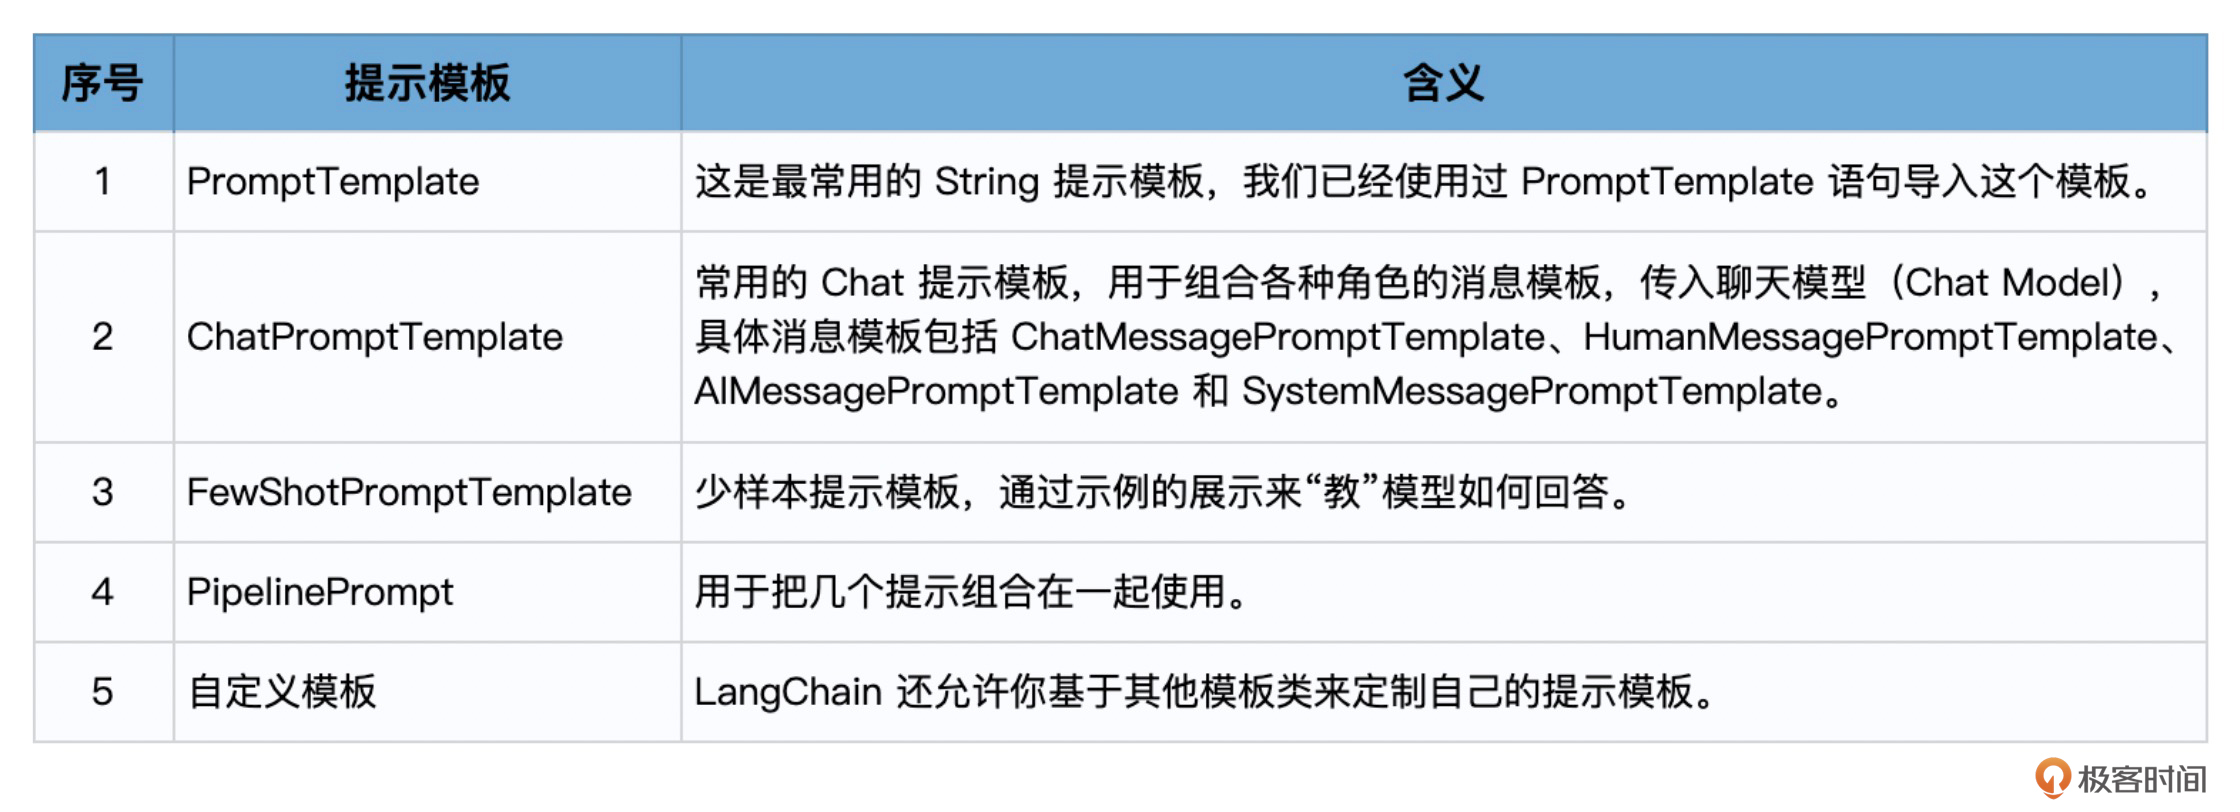 序号 提示模板 含义
1 PromptTemplate 这是最常用的 String 提示模板，我们已经使用过 PromptTemplate 语句导入这个模板。
2 ChatPromptTemplate 常用的 Chat 提示模板，用于组合各种角色的消息模板，传入聊天模型（Chat Model），
具体消息模板包括 ChatMessagePromptTemplate、HumanMessagePromptTemplate、
AIMessagePromptTemplate 和 SystemMessagePromptTemplate。
3 FewShotPromptTemplate 少样本提示模板，通过示例的展示来“教”模型如何回答。
4 PipelinePrompt 用于把几个提示组合在一起使用。
5 自定义模板 LangChain 还允许你基于其他模板类来定制自己的提示模板。
极客时间